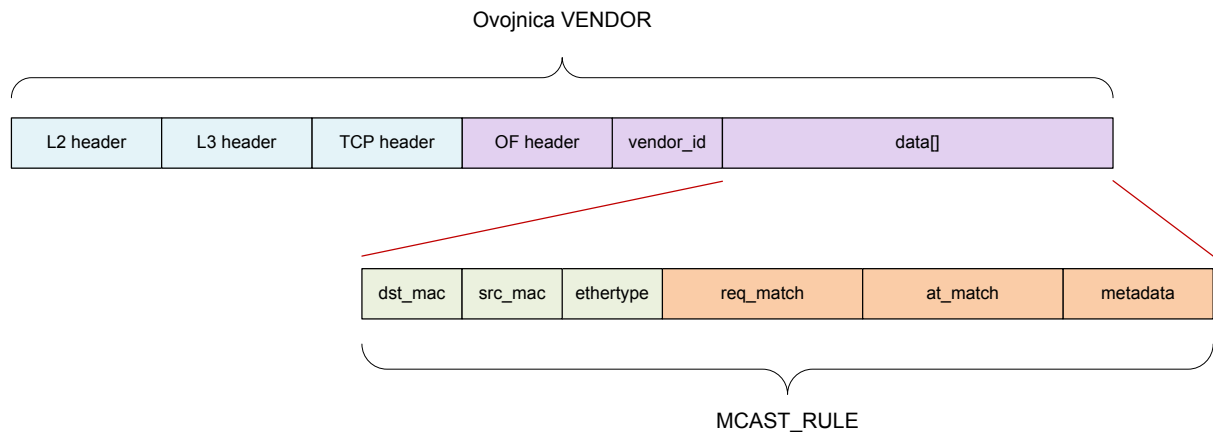 Ovojnica VENDOR
L2 header L3 header TCP header OF header vendor_id data[]
dst_mac src_mac ethertype req_match at_match metadata
MCAST_RULE